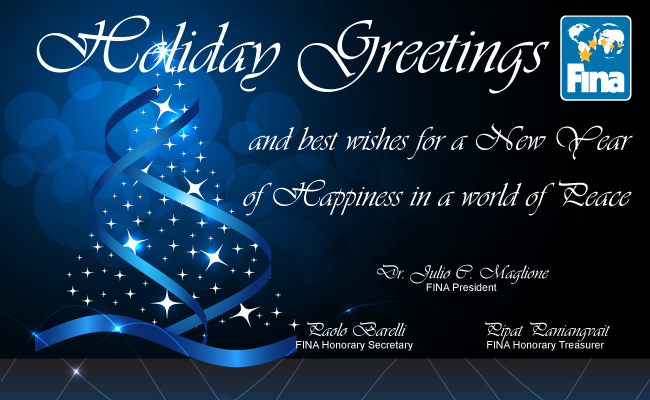 Holiday Greetings
Fina
and best wishes for a New Year
of Happiness in a world of Peace
Dr. Julio C. Maglione
FINA President
Paolo Barelli
FINA Honorary Secretary
Pipat Paniangvait
FINA Honorary Treasurer